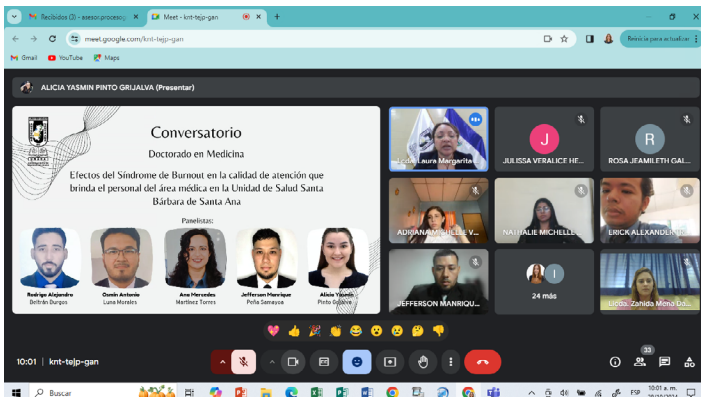 Recibidos (3) - asesor.proceso.g
Meet - knt-tejp-gan
meet.google.com/knt-tejp-gan
Reinicia para actualizar
Gmail
YouTube
Maps
ALICIA YASMIN PINTO GRIJALVA (Presentar)
Conversatorio
Doctorado en Medicina
Efectos del Síndrome de Burnout en la calidad de atención que
brinda el personal del área médica en la Unidad de Salud Santa
Bárbara de Santa Ana
Panelistas:
Rodrigo Alejandro
Beltrán Burgos
Osmin Antonio
Luna Morales
Ana Mercedes
Martínez Torres
Jefferson Manrique
Peña Samayoa
Alicia Yasmin
Pinto Grijalva
Lcda. Laura Margarita
J
JULISSA VERALICE HE...
R
ROSA JEAMILETH GAL...
ADRIANA MICHELLE V...
NATHALIE MICHELLE
ERICK ALEXANDER
JEFFERSON MANRIQU...
I
24 más
Licda. Zahida Mena Da...
10:01 | knt-tejp-gan
33
Buscar
ESP
10:01 a. m.